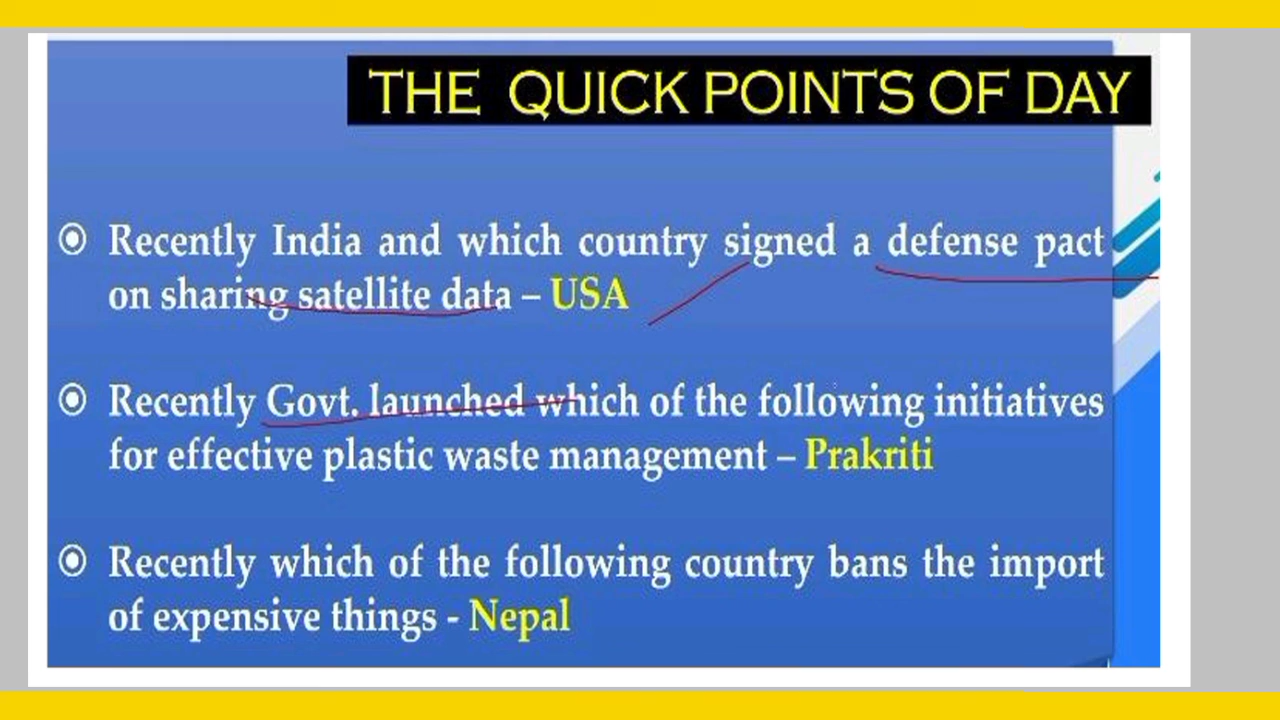 THE QUICK POINTS OF DAY
Recently India and which country signed a defense pact
on sharing satellite data – USA
Recently Govt. launched which of the following initiatives
for effective plastic waste management – Prakriti
Recently which of the following country bans the import
of expensive things - Nepal